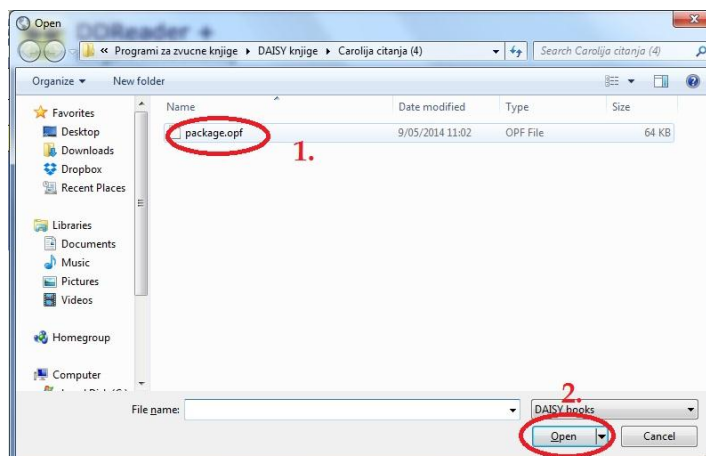 Open
DDReader +
« Programi za zvucne knjige ▸ DAISY knjige ▸ Carolija citanja (4)
Search Carolija citanja (4)
Organize New folder
Name Date modified Type Size
package.opf 9/05/2014 11:02 OPF File 64 KB
1.
Favorites
Desktop
Downloads
Dropbox
Recent Places
Libraries
Documents
Music
Pictures
Videos
Homegroup
Computer
2.
File name: DAISY books
Open Cancel